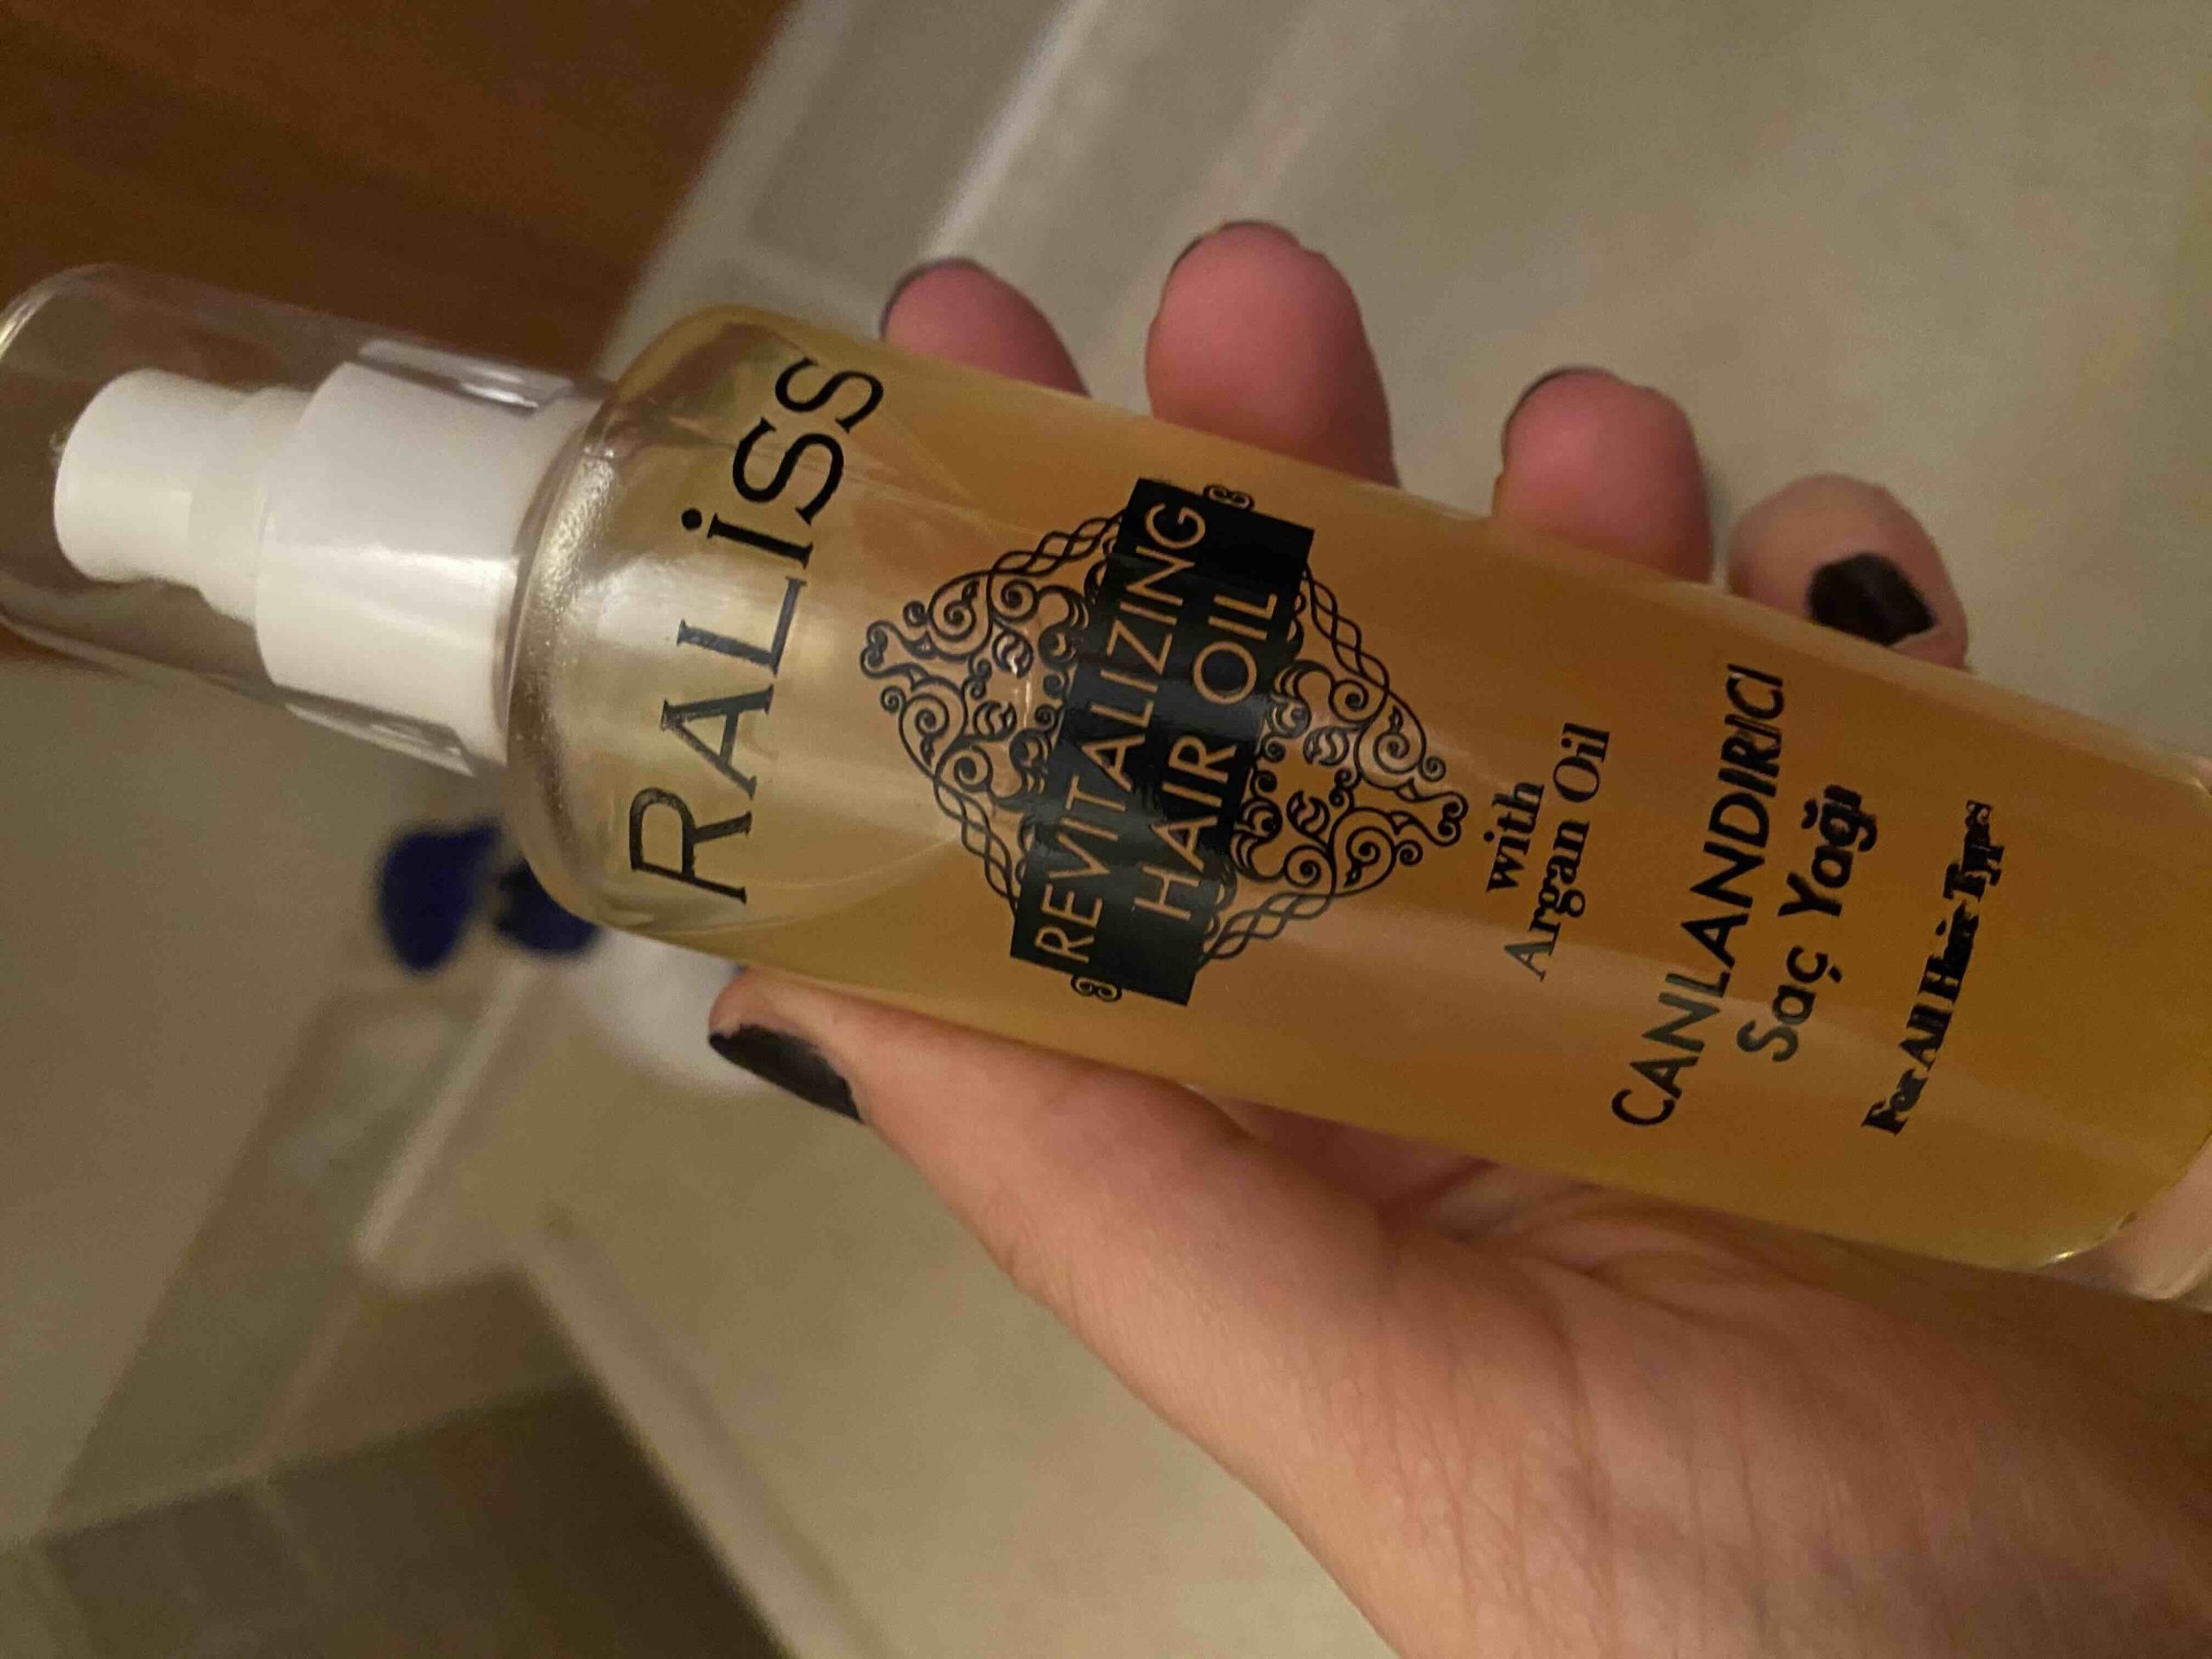 RALİSS
REVITALIZING
HAIR OIL
with
Argan Oil
CANLANDIRICI
Saç Yağı
For All Hair Types